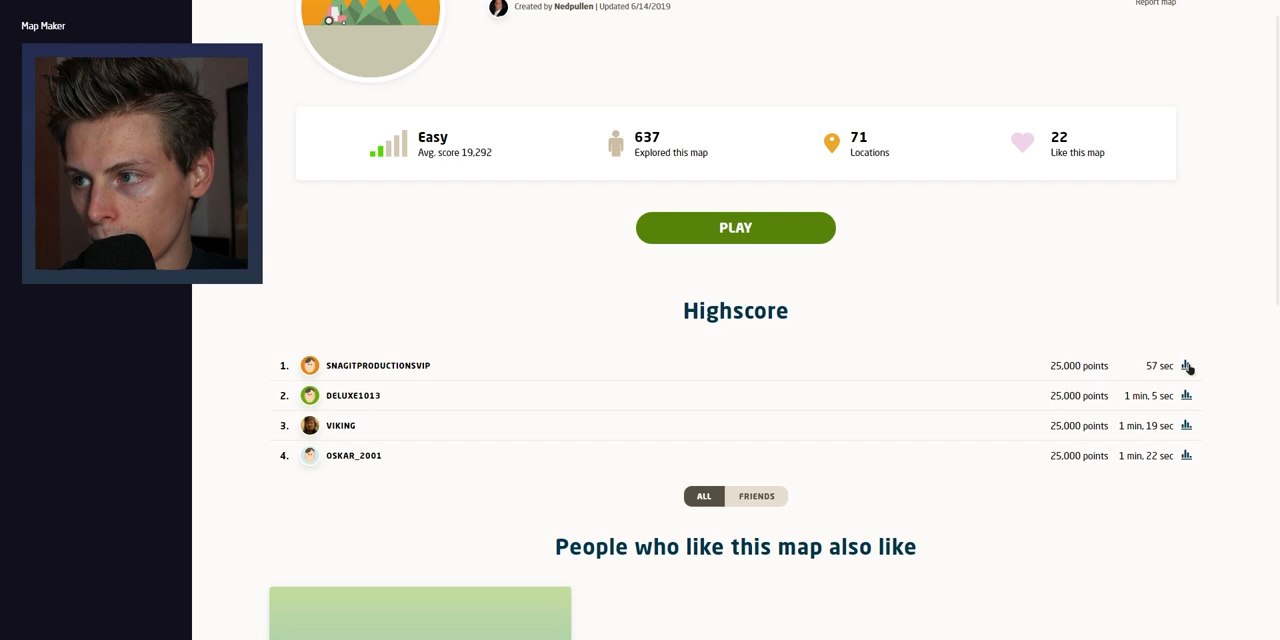 Map Maker
Created by Nedpullen | Updated 6/14/2019
Report map
Easy
Avg. score 19,292
637
Explored this map
71
Locations
22
Like this map
PLAY
Highscore
1. SNAGITPRODUCTIONSVIP 25,000 points 57 sec
2. DELUXE1013 25,000 points 1 min, 5 sec
3. VIKING 25,000 points 1 min, 19 sec
4. OSKAR_2001 25,000 points 1 min, 22 sec
ALL FRIENDS
People who like this map also like